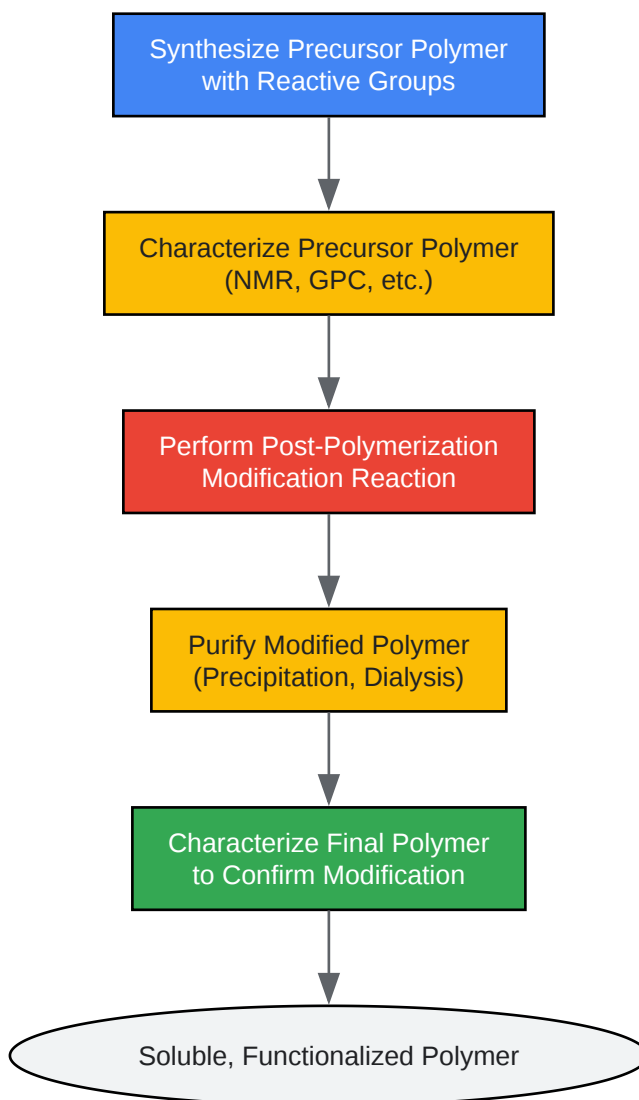 Synthesize Precursor Polymer
with Reactive Groups
Characterize Precursor Polymer
(NMR, GPC, etc.)
Perform Post-Polymerization
Modification Reaction
Purify Modified Polymer
(Precipitation, Dialysis)
Characterize Final Polymer
to Confirm Modification
Soluble, Functionalized Polymer